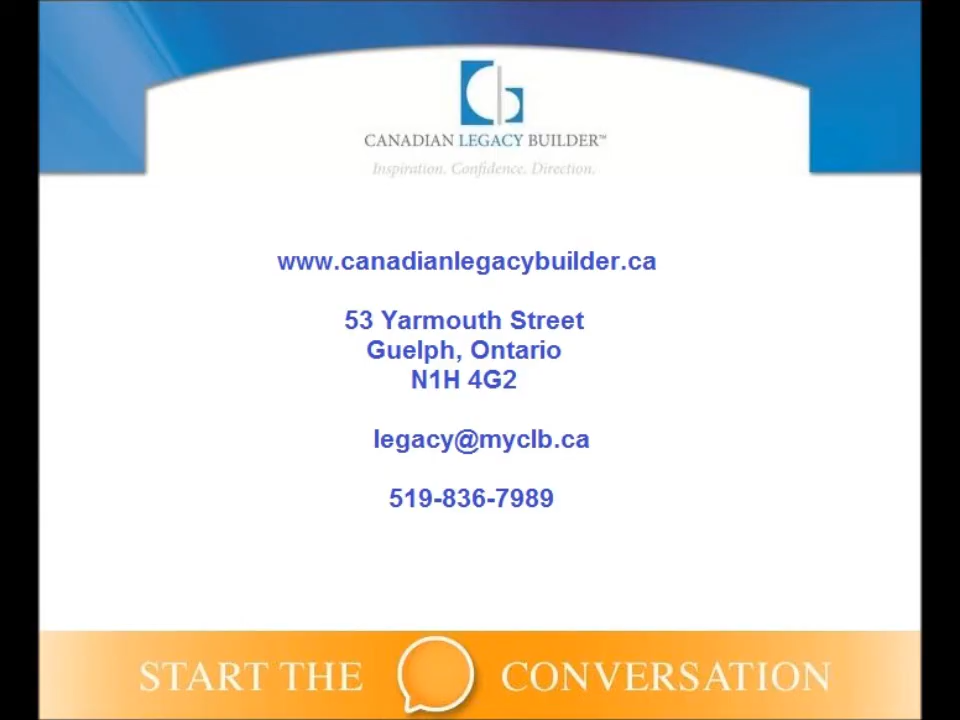 CANADIAN LEGACY BUILDER™
Inspiration. Confidence. Direction.
www.canadianlegacybuilder.ca
53 Yarmouth Street
Guelph, Ontario
N1H 4G2
legacy@myclb.ca
519-836-7989
START THE CONVERSATION